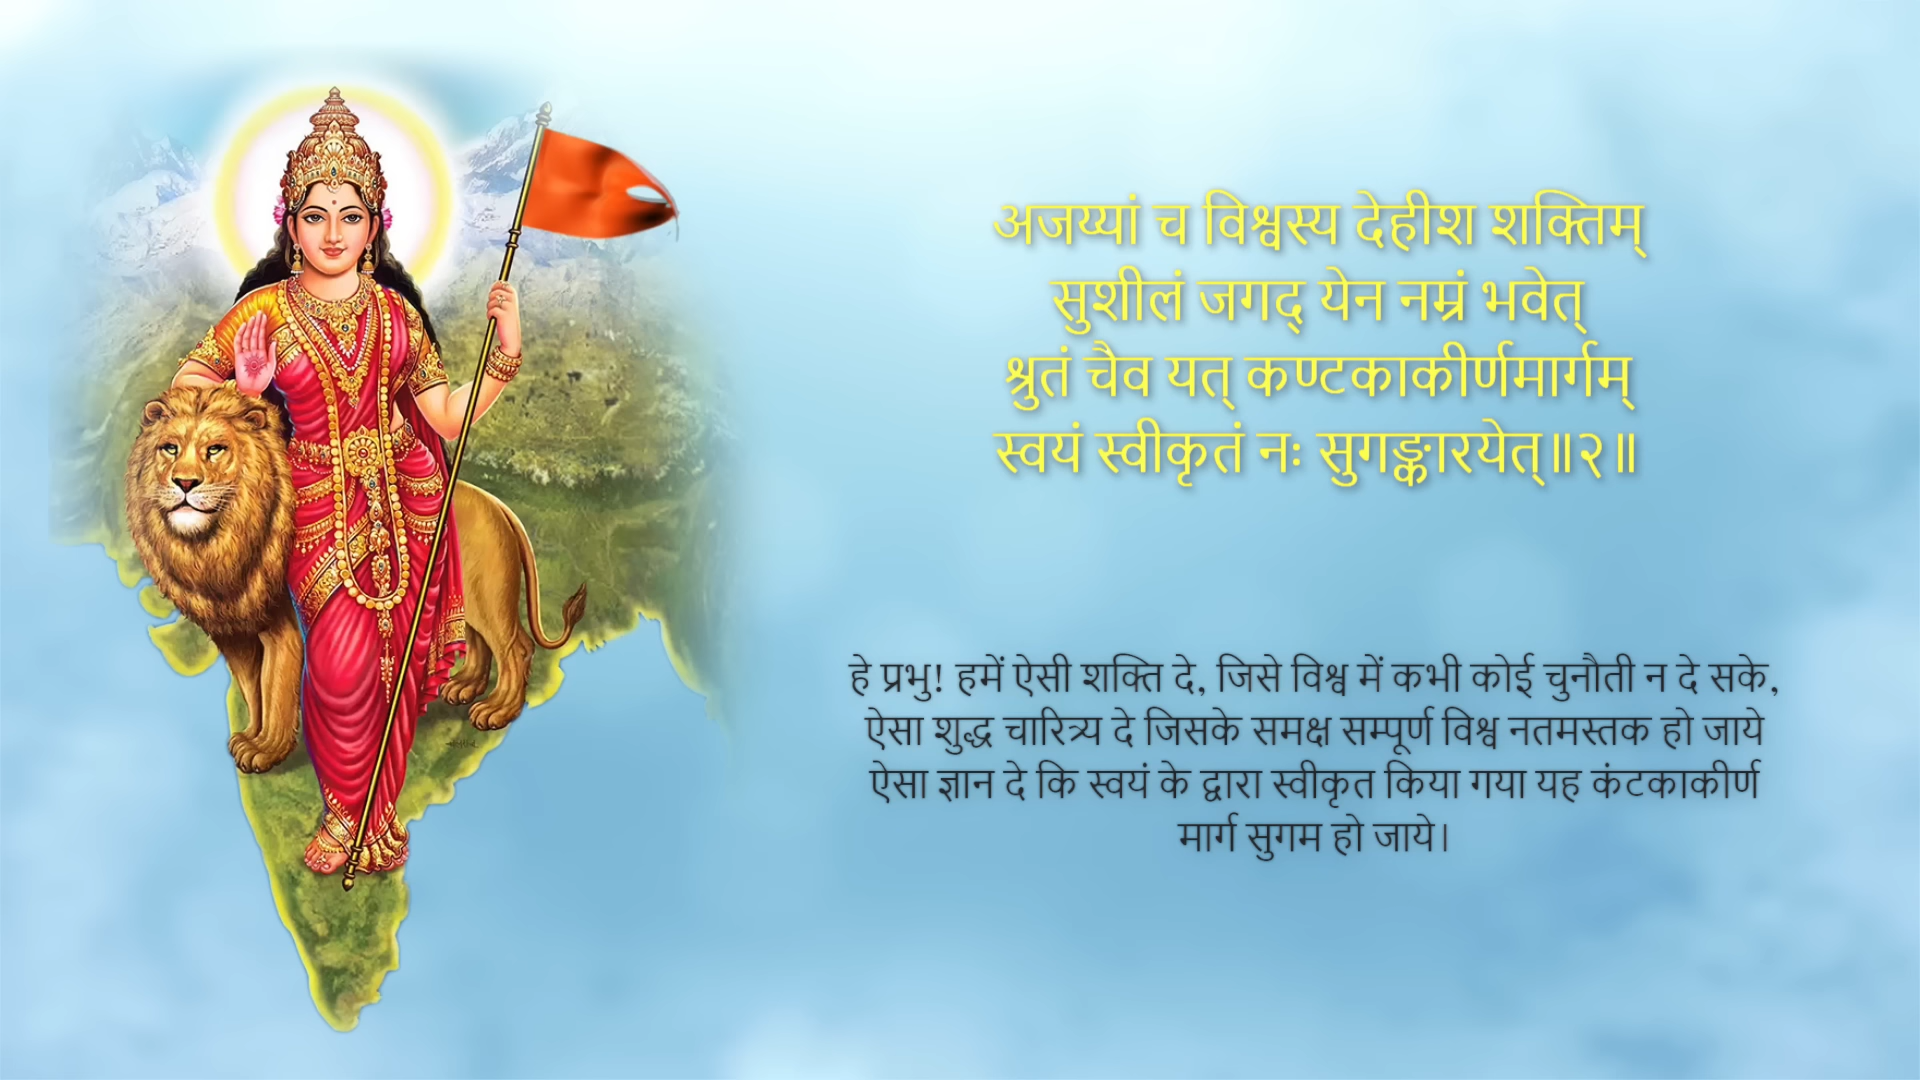 अजय्यां च विश्वस्य देहीश शक्तिम्
सुशीलं जगद् येन नम्रं भवेत्
श्रुतं चैव यत् कण्टकाकीर्णमार्गम्
स्वयं स्वीकृतं नः सुगङ्कारयेत्॥२॥
हे प्रभु! हमें ऐसी शक्ति दे, जिसे विश्व में कभी कोई चुनौती न दे सके,
ऐसा शुद्ध चारित्र्य दे जिसके समक्ष सम्पूर्ण विश्व नतमस्तक हो जाये
ऐसा ज्ञान दे कि स्वयं के द्वारा स्वीकृत किया गया यह कंटकाकीर्ण
मार्ग सुगम हो जाये।